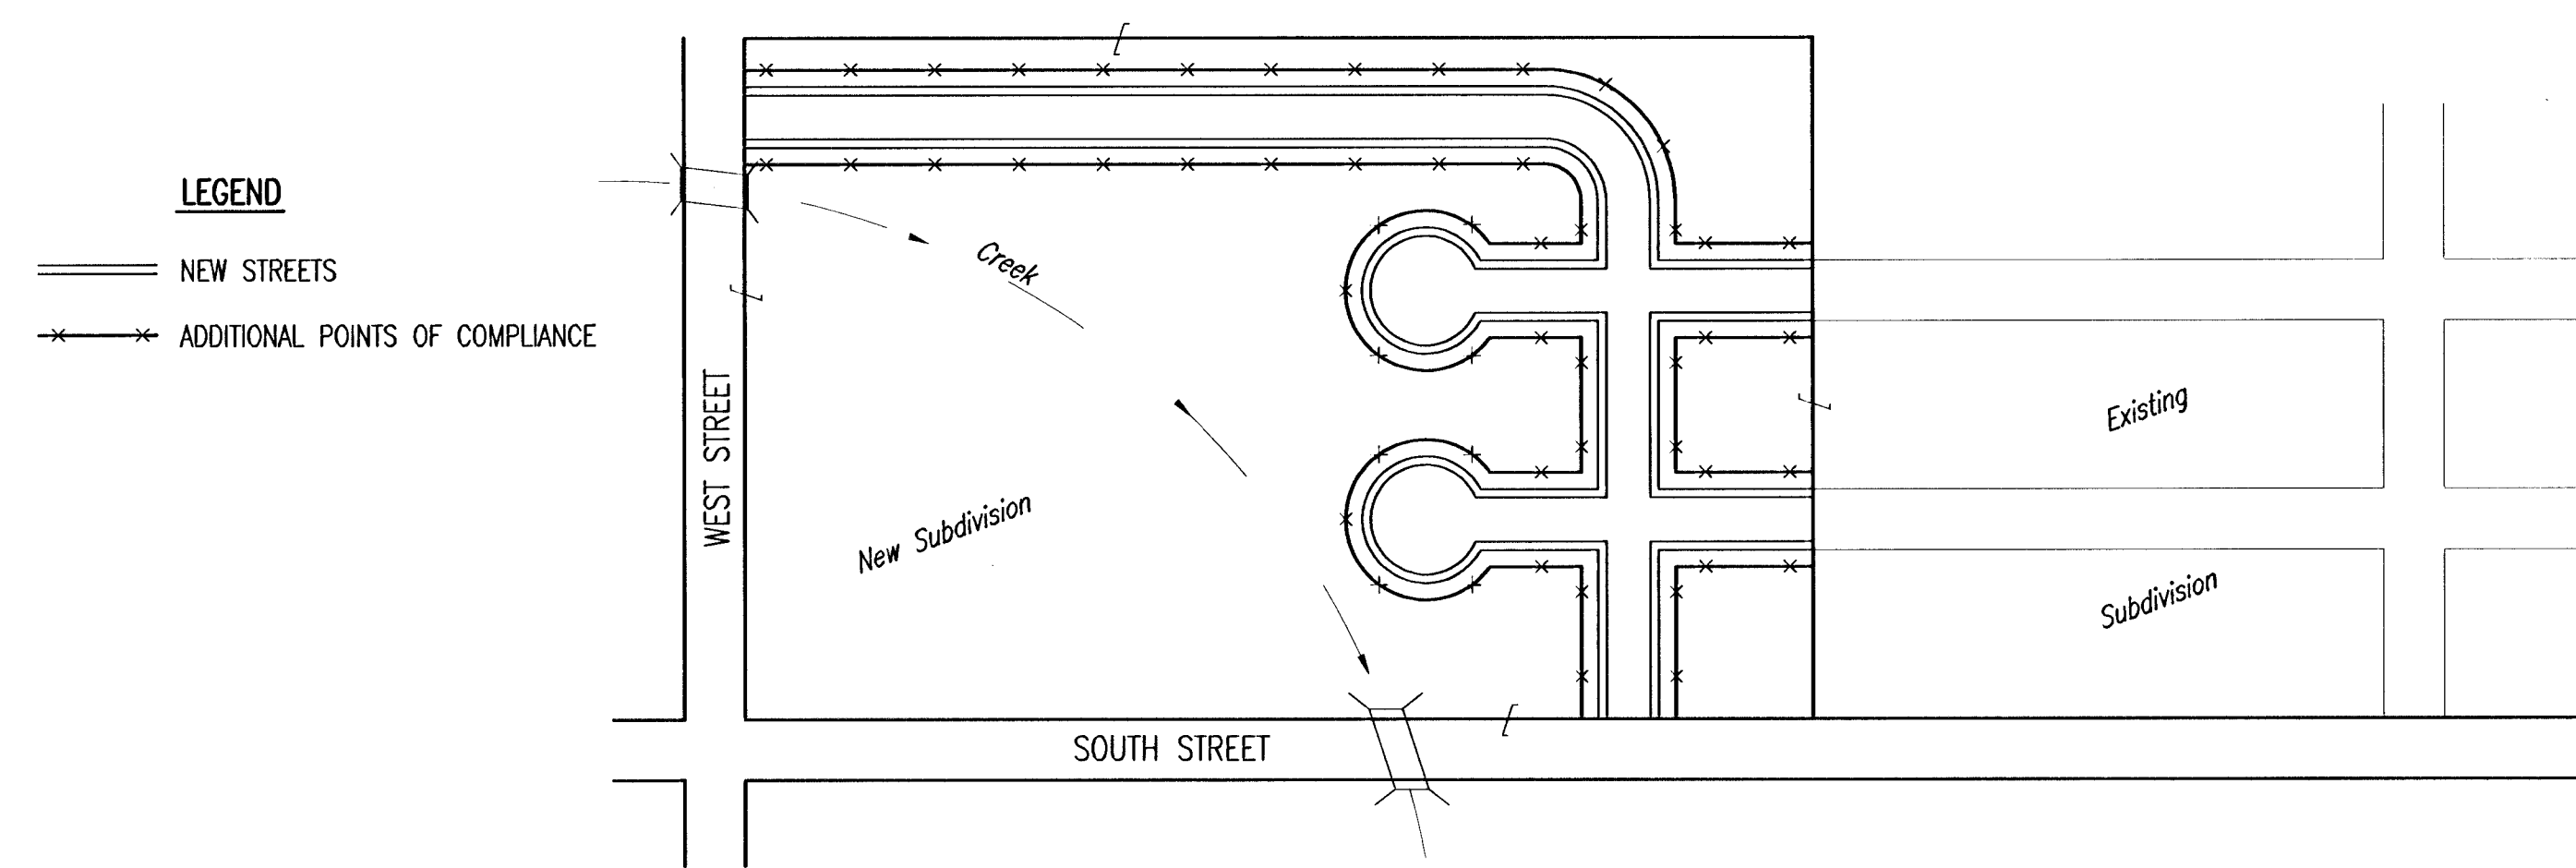 LEGEND
NEW STREETS
ADDITIONAL POINTS OF COMPLIANCE
WEST STREET
Creek
New Subdivision
SOUTH STREET
Existing
Subdivision